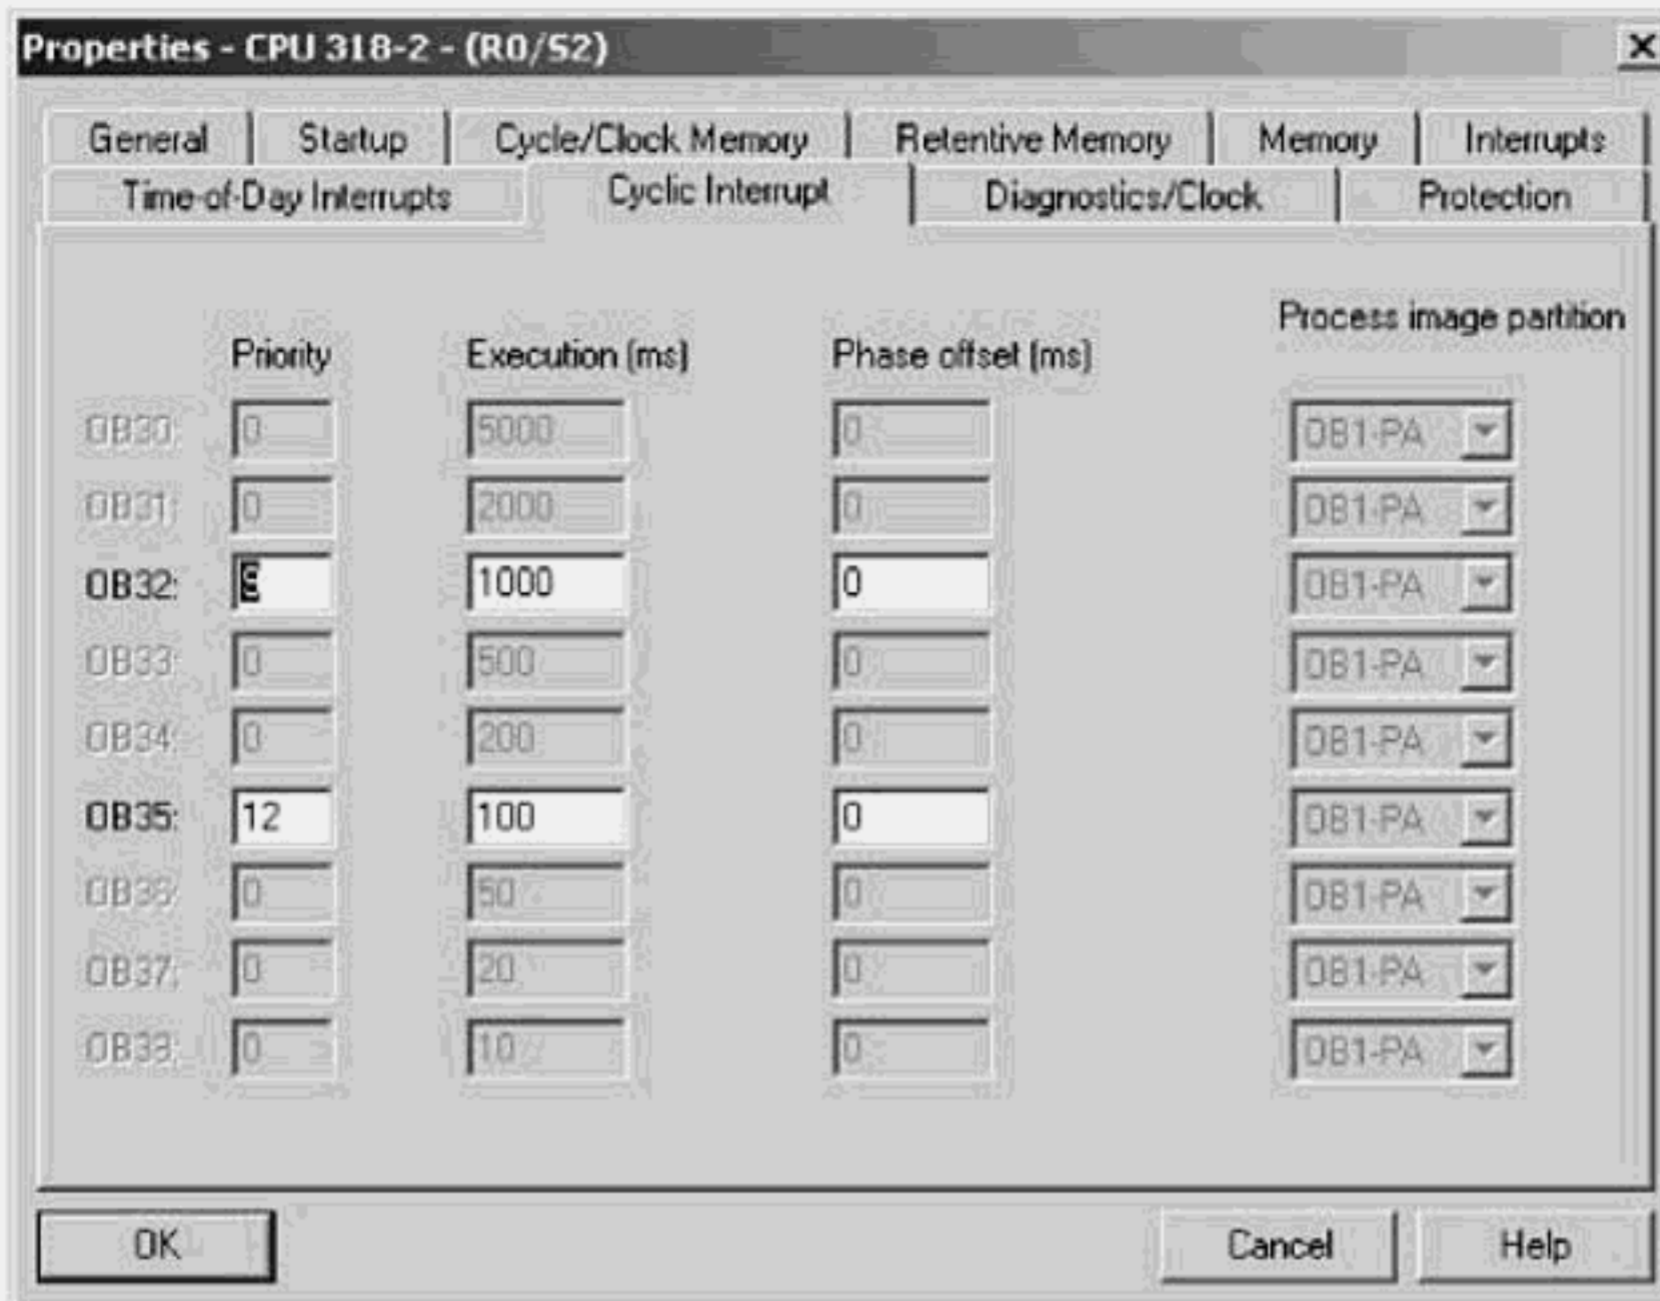 Properties - CPU 318-2 - (R0/S2)
General Startup Cycle/Clock Memory Retentive Memory Memory Interrupts
Time-of-Day Interrupts Cyclic Interrupt Diagnostics/Clock Protection
Process image partition
Priority Execution (ms) Phase offset (ms)
OB30: 0 5000 0 OB1-PA
OB31: 0 2000 0 OB1-PA
OB32: 1000 0 OB1-PA
OB33: 0 500 0 OB1-PA
OB34: 0 200 0 OB1-PA
OB35: 12 100 0 OB1-PA
OB36: 0 50 0 OB1-PA
OB37: 0 20 0 OB1-PA
OB38: 0 10 0 OB1-PA
OK Cancel Help